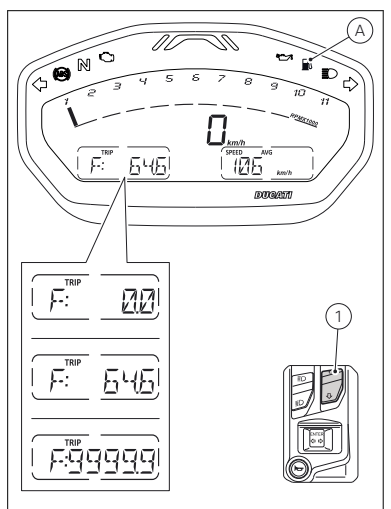 A
ABS N
1 2 3 4 5 6 7 8 9 10 11
RPMX1000
0 km/h
TRIP SPEED AVG
F: 64.6 106 km/h
DUCATI
TRIP
F: 0.0
TRIP
F: 64.6
TRIP
F:9999.9
1
ENTER